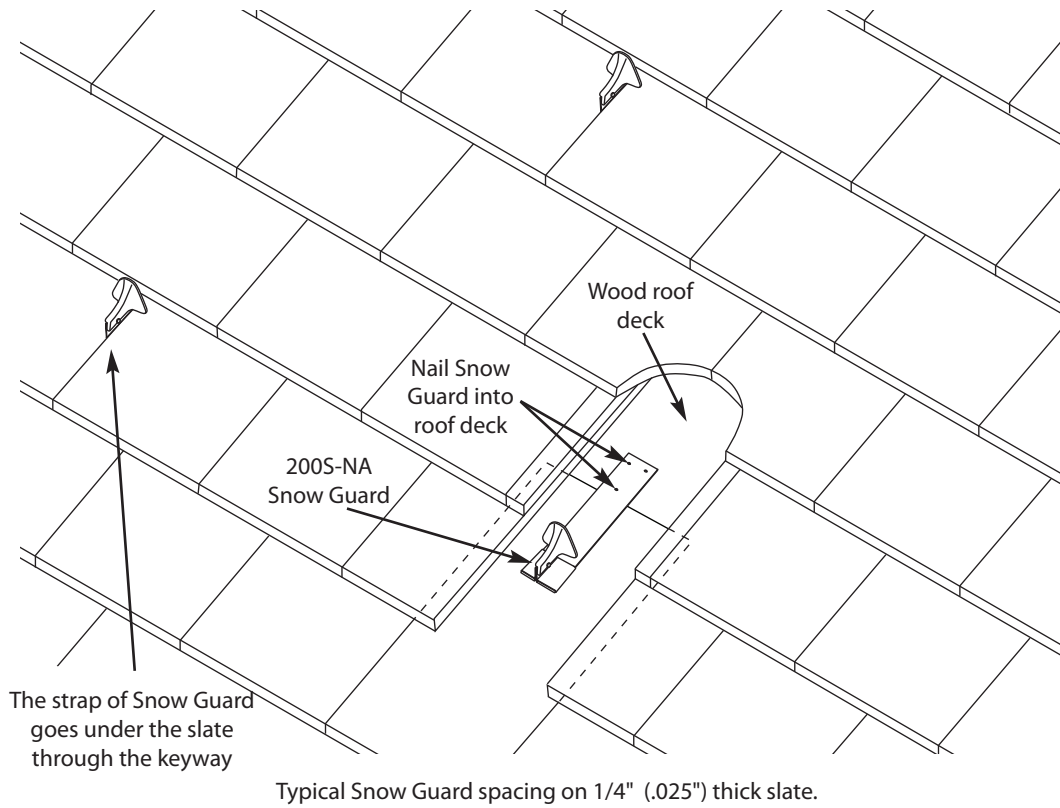 Wood roof
deck
Nail Snow
Guard into
roof deck
200S-NA
Snow Guard
The strap of Snow Guard
goes under the slate
through the keyway
Typical Snow Guard spacing on 1/4" (.025") thick slate.